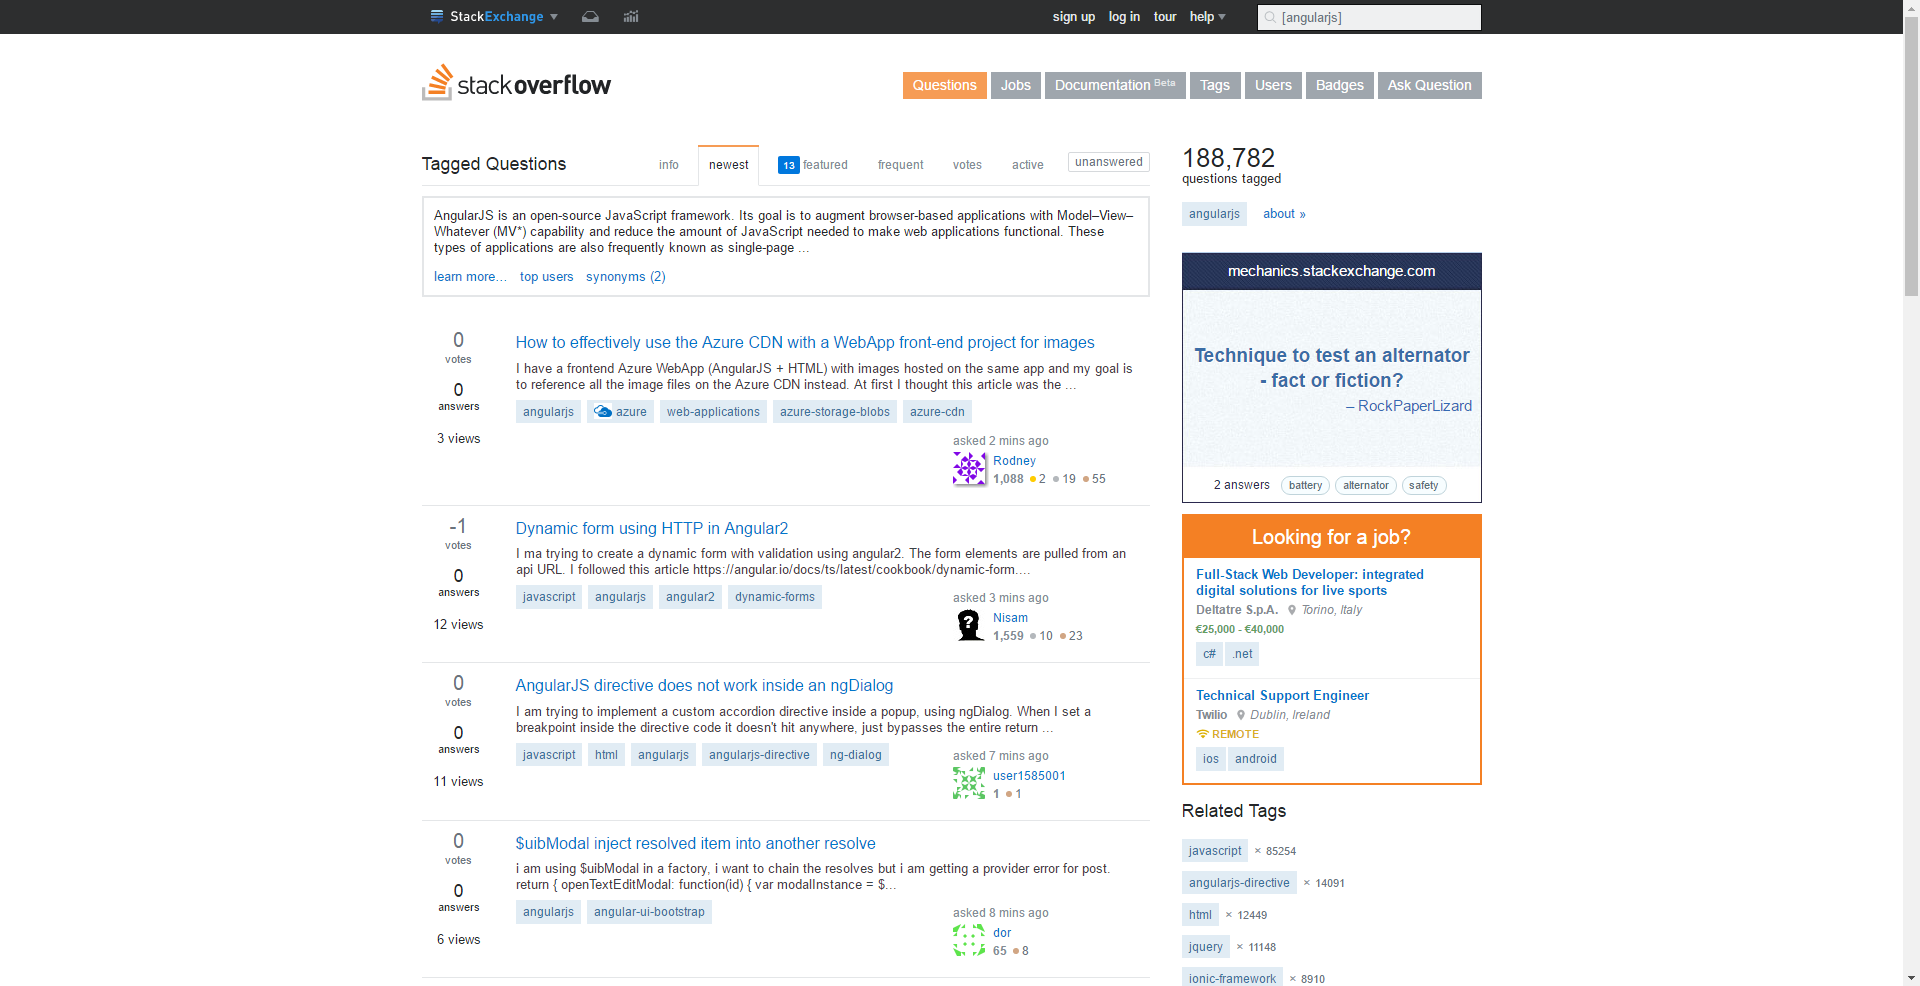 StackExchange
sign up log in tour help
[angularjs]
stackoverflow
Questions Jobs Documentation Beta Tags Users Badges Ask Question
Tagged Questions
info newest 13 featured frequent votes active unanswered
AngularJS is an open-source JavaScript framework. Its goal is to augment browser-based applications with Model–View–
Whatever (MV*) capability and reduce the amount of JavaScript needed to make web applications functional. These
types of applications are also frequently known as single-page ...
learn more... top users synonyms (2)
0
votes
0
answers
3 views
How to effectively use the Azure CDN with a WebApp front-end project for images
I have a frontend Azure WebApp (AngularJS + HTML) with images hosted on the same app and my goal is
to reference all the image files on the Azure CDN instead. At first I thought this article was the ...
angularjs azure web-applications azure-storage-blobs azure-cdn
asked 2 mins ago
Rodney
1,088 2 19 55
-1
votes
0
answers
12 views
Dynamic form using HTTP in Angular2
I ma trying to create a dynamic form with validation using angular2. The form elements are pulled from an
api URL. I followed this article https://angular.io/docs/ts/latest/cookbook/dynamic-form....
javascript angularjs angular2 dynamic-forms
asked 3 mins ago
Nisam
1,559 10 23
0
votes
0
answers
11 views
AngularJS directive does not work inside an ngDialog
I am trying to implement a custom accordion directive inside a popup, using ngDialog. When I set a
breakpoint inside the directive code it doesn't hit anywhere, just bypasses the entire return ...
javascript html angularjs angularjs-directive ng-dialog
asked 7 mins ago
user1585001
1 1
0
votes
0
answers
6 views
$uibModal inject resolved item into another resolve
i am using $uibModal in a factory, i want to chain the resolves but i am getting a provider error for post.
return { openTextEditModal: function(id) { var modalInstance = $...
angularjs angular-ui-bootstrap
asked 8 mins ago
dor
65 8
188,782
questions tagged
angularjs about »
mechanics.stackexchange.com
Technique to test an alternator
- fact or fiction?
– RockPaperLizard
2 answers battery alternator safety
Looking for a job?
Full-Stack Web Developer: integrated
digital solutions for live sports
Deltatre S.p.A. Torino, Italy
€25,000 - €40,000
c# .net
Technical Support Engineer
Twilio Dublin, Ireland
REMOTE
ios android
Related Tags
javascript × 85254
angularjs-directive × 14091
html × 12449
jquery × 11148
ionic-framework × 8910